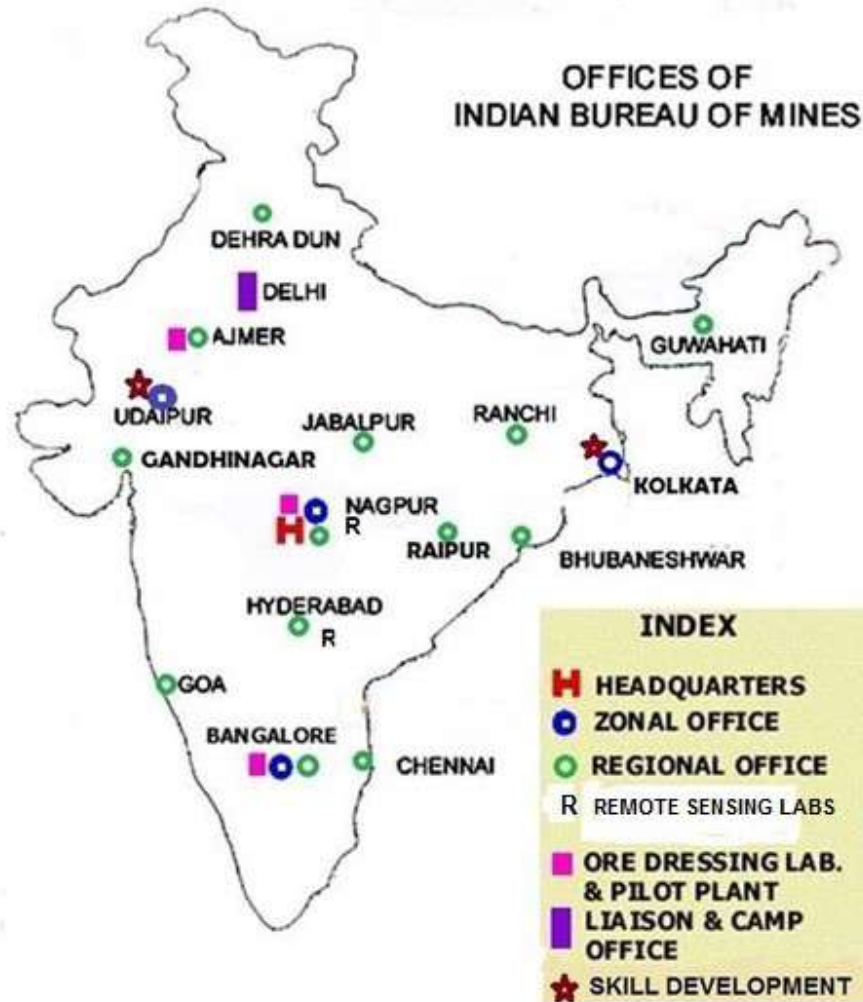 OFFICES OF
INDIAN BUREAU OF MINES
DEHRA DUN
DELHI
AJMER
GUWAHATI
UDAIPUR
JABALPUR
RANCHI
GANDHINAGAR
KOLKATA
NAGPUR
H R
RAIPUR
BHUBANESHWAR
HYDERABAD
R
GOA
BANGALORE
CHENNAI
INDEX
H HEADQUARTERS
ZONAL OFFICE
REGIONAL OFFICE
R REMOTE SENSING LABS
ORE DRESSING LAB.
& PILOT PLANT
LIAISON & CAMP
OFFICE
SKILL DEVELOPMENT